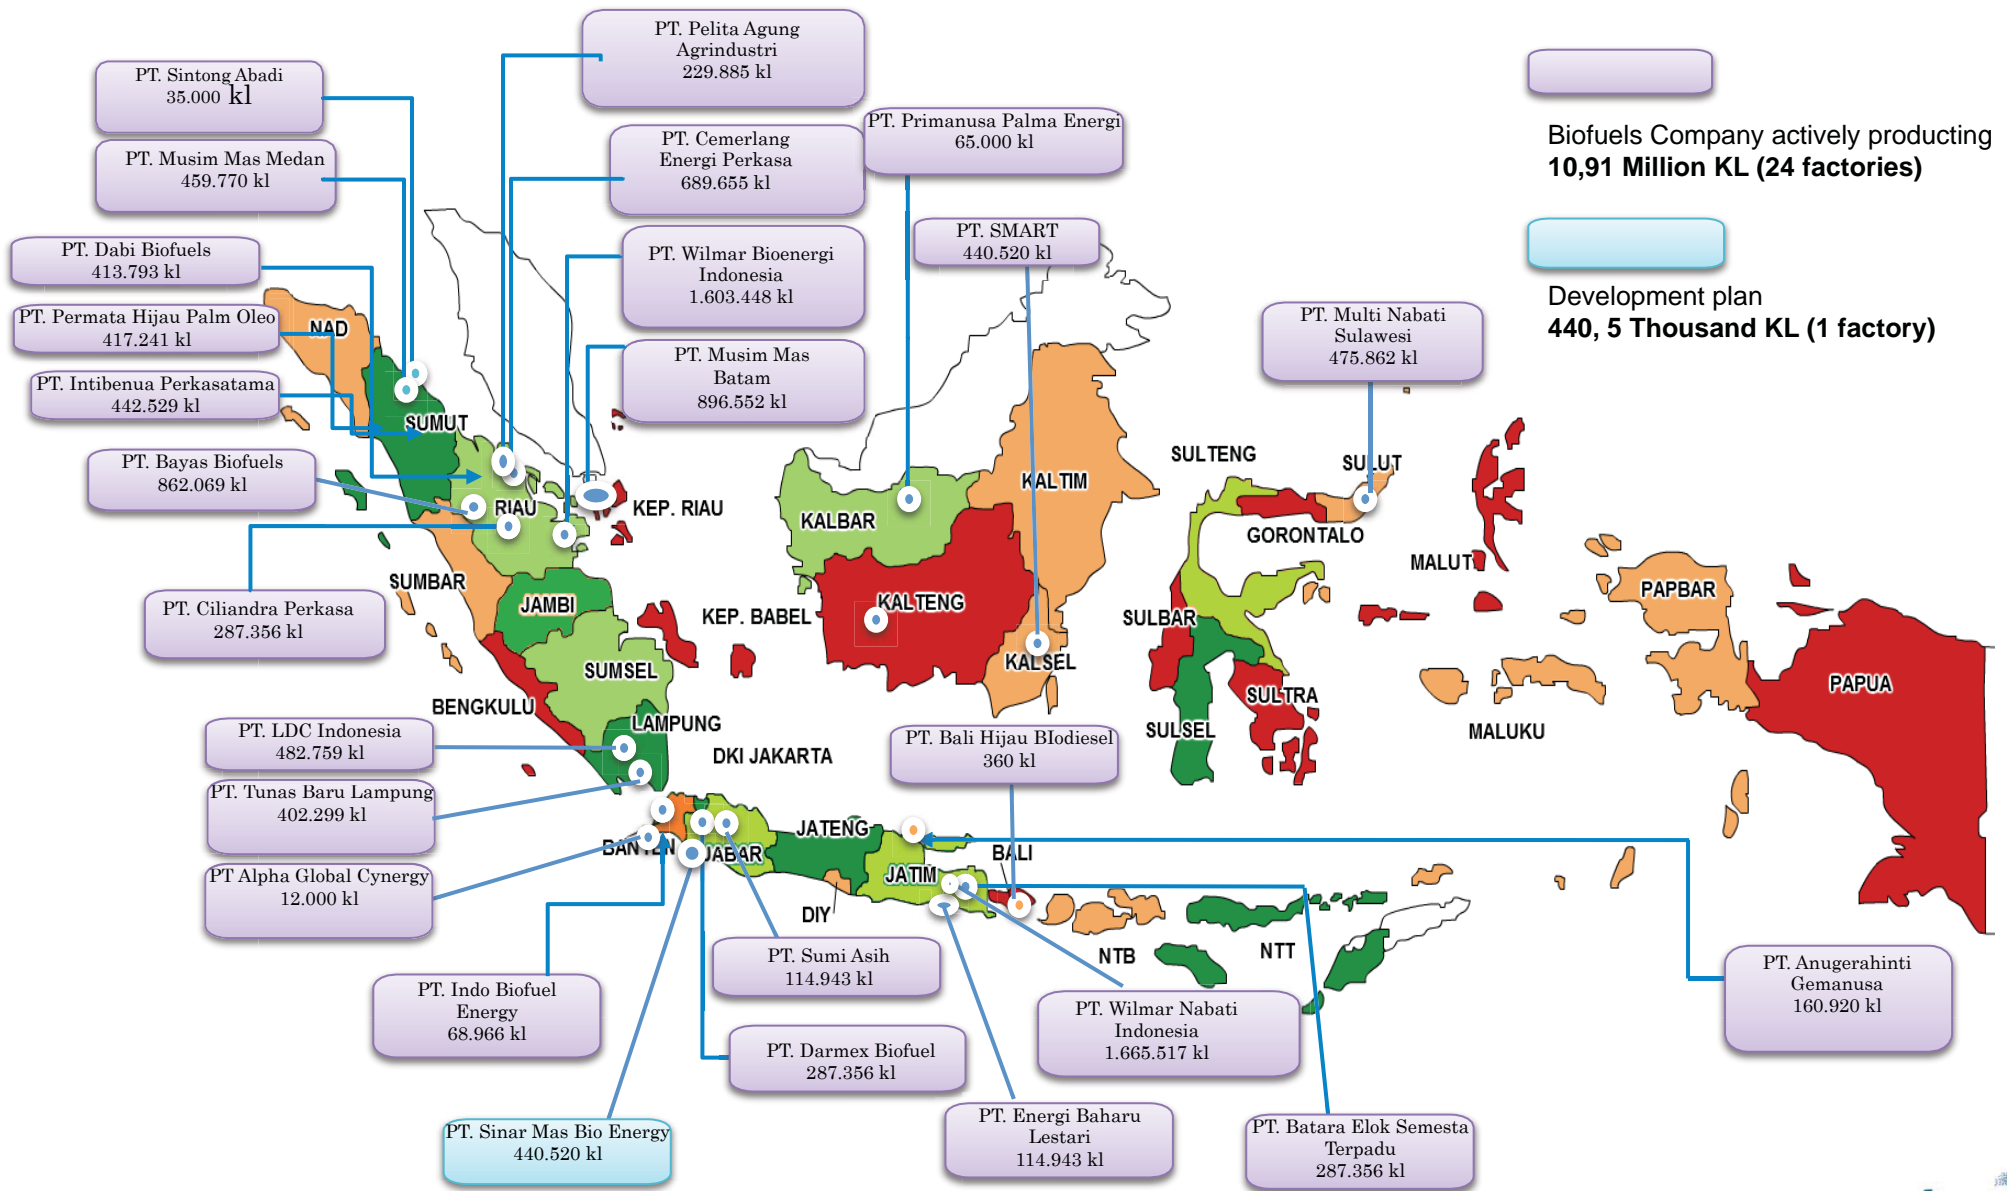 PT. Pelita Agung
Agrindustri
229.885 kl
PT. Sintong Abadi
35.000 kl
PT. Cemerlang
Energi Perkasa
689.655 kl
PT. Primanusa Palma Energi
65.000 kl
Biofuels Company actively producting
10,91 Million KL (24 factories)
PT. Musim Mas Medan
459.770 kl
PT. Dabi Biofuels
413.793 kl
PT. Wilmar Bioenergi
Indonesia
1.603.448 kl
PT. SMART
440.520 kl
Development plan
440, 5 Thousand KL (1 factory)
PT. Permata Hijau Palm Oleo
417.241 kl
PT. Musim Mas
Batam
896.552 kl
PT. Multi Nabati
Sulawesi
475.862 kl
PT. Intibenua Perkasatama
442.529 kl
PT. Bayas Biofuels
862.069 kl
PT. Ciliandra Perkasa
287.356 kl
NAD
SUMUT
RIAU
KEP. RIAU
SUMBAR
JAMBI
KEP. BABEL
SUMSEL
BENGKULU
LAMPUNG
DKI JAKARTA
KALBAR
KALTIM
KALTENG
KALSEL
SULTENG
SULUT
GORONTALO
MALUT
SULBAR
SULTRA
SULSEL
MALUKU
PAPBAR
PAPUA
PT. LDC Indonesia
482.759 kl
PT. Tunas Baru Lampung
402.299 kl
PT Alpha Global Cynergy
12.000 kl
PT. Bali Hijau BIodiesel
360 kl
BANTEN
JABAR
JATENG
DIY
JATIM
BALI
NTB
NTT
PT. Indo Biofuel
Energy
68.966 kl
PT. Sumi Asih
114.943 kl
PT. Darmex Biofuel
287.356 kl
PT. Wilmar Nabati
Indonesia
1.665.517 kl
PT. Anugerahinti
Gemanusa
160.920 kl
PT. Sinar Mas Bio Energy
440.520 kl
PT. Energi Baharu
Lestari
114.943 kl
PT. Batara Elok Semesta
Terpadu
287.356 kl